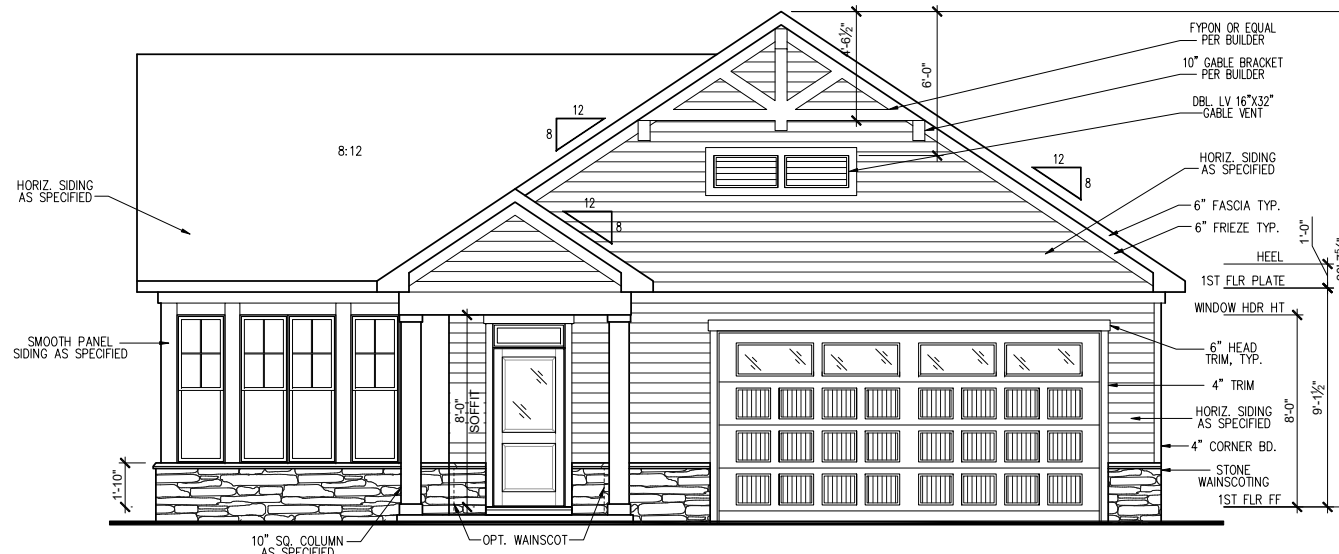 FYPON OR EQUAL
PER BUILDER
10" GABLE BRACKET
PER BUILDER
DBL. LV 16"X32"
GABLE VENT
6'-0"
12
8
8:12
12
8
HORIZ. SIDING
AS SPECIFIED
HORIZ. SIDING
AS SPECIFIED
12
8
6" FASCIA TYP.
6" FRIEZE TYP.
1'-0"
HEEL
1ST FLR PLATE
WINDOW HDR HT
SMOOTH PANEL
SIDING AS SPECIFIED
6" HEAD
TRIM, TYP.
4" TRIM
8'-0"
SOFFIT
8'-0"
9'-1½"
HORIZ. SIDING
AS SPECIFIED
4" CORNER BD.
STONE
WAINSCOTING
1'-10"
1ST FLR FF
10" SQ. COLUMN
AS SPECIFIED
OPT. WAINSCOT